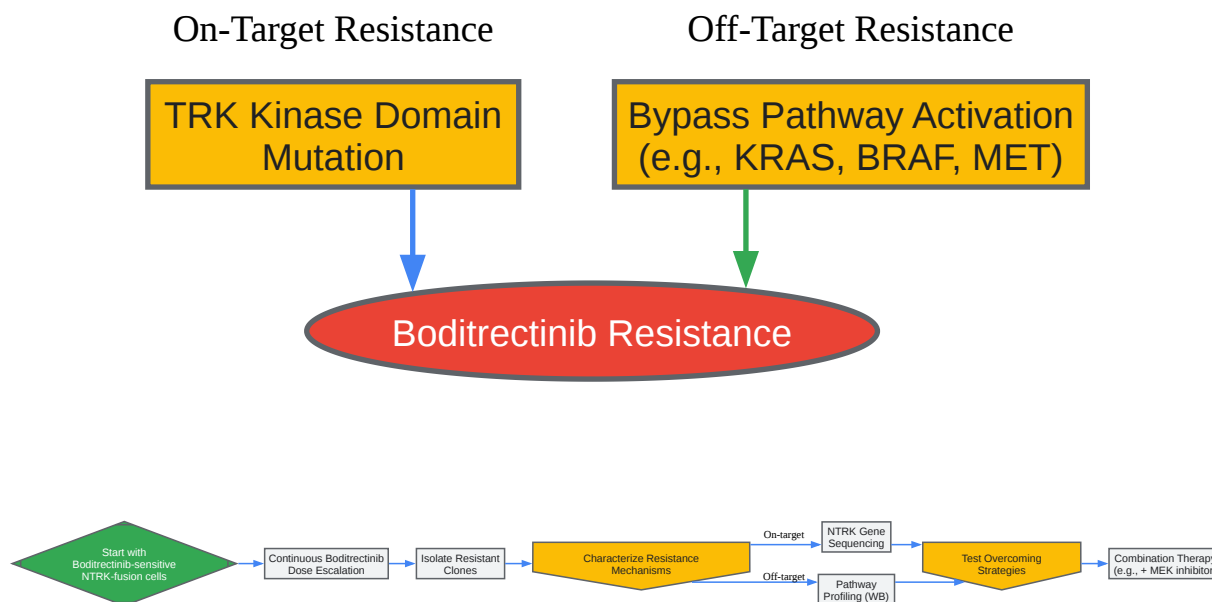 On-Target Resistance
Off-Target Resistance
TRK Kinase Domain
Mutation
Bypass Pathway Activation
(e.g., KRAS, BRAF, MET)
Boditrectinib Resistance
Start with
Boditrectinib-sensitive
NTRK-fusion cells
Continuous Boditrectinib
Dose Escalation
Isolate Resistant
Clones
Characterize Resistance
Mechanisms
On-target
Off-target
NTRK Gene
Sequencing
Pathway
Profiling (WB)
Test Overcoming
Strategies
Combination Therapy
(e.g., + MEK inhibitor